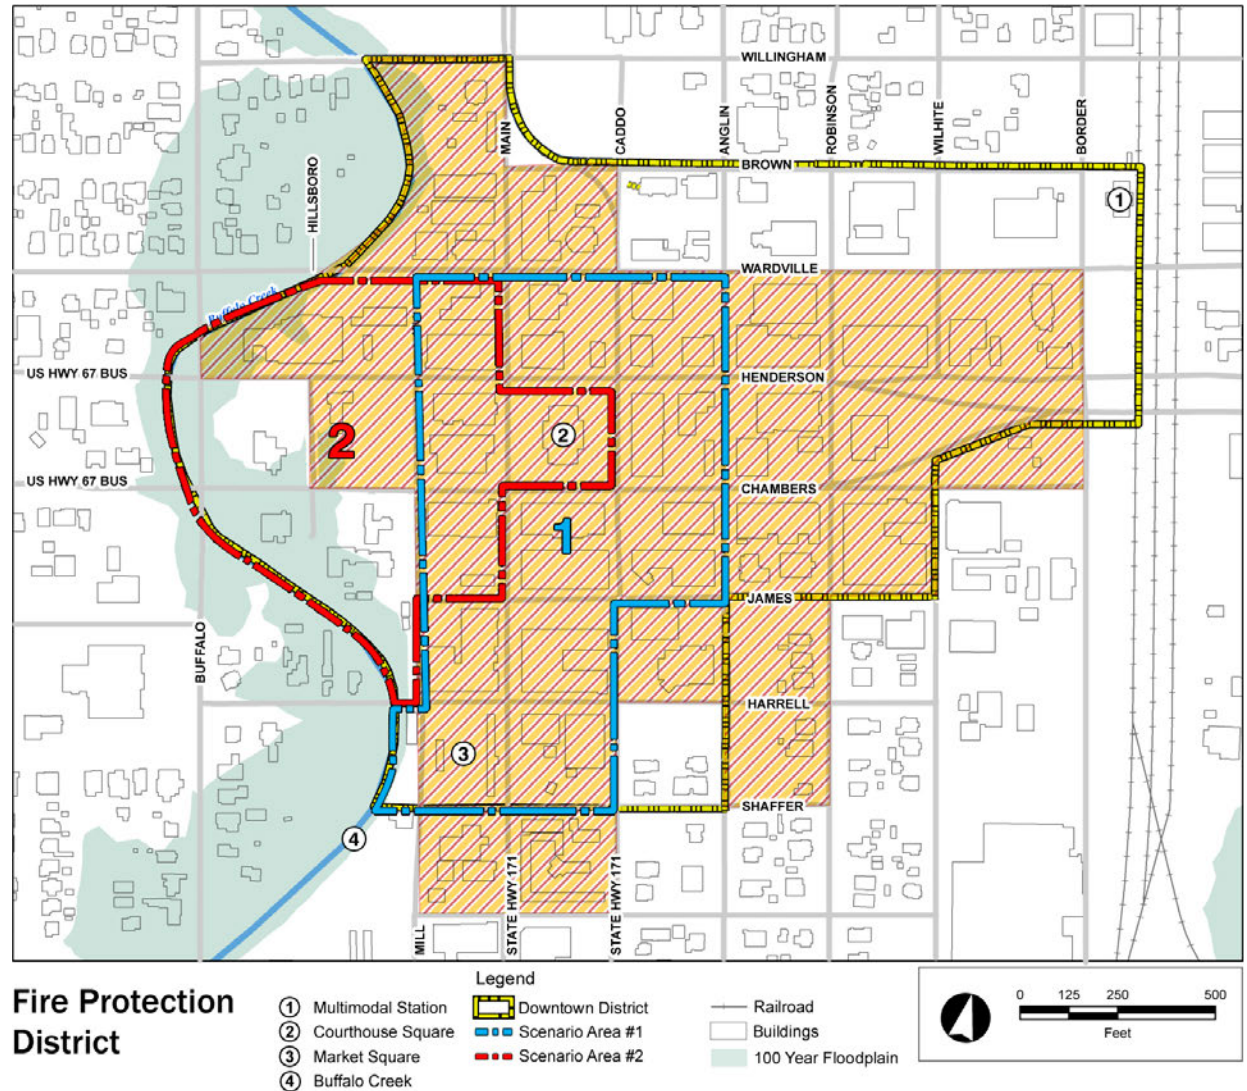 WILLINGHAM
MAIN
CADDO
ANGLIN
ROBINSON
WILHITE
BORDER
BROWN
HILLSBORO
1
WARDVILLE
Buffalo Creek
US HWY 67 BUS
HENDERSON
2
2
US HWY 67 BUS
CHAMBERS
1
JAMES
BUFFALO
HARRELL
3
SHAFFER
4
MILL
STATE HWY 171
STATE HWY 171
Fire Protection
District
Legend
1 Multimodal Station
2 Courthouse Square
3 Market Square
4 Buffalo Creek
Downtown District
Scenario Area #1
Scenario Area #2
Railroad
Buildings
100 Year Floodplain
0 125 250 500
Feet